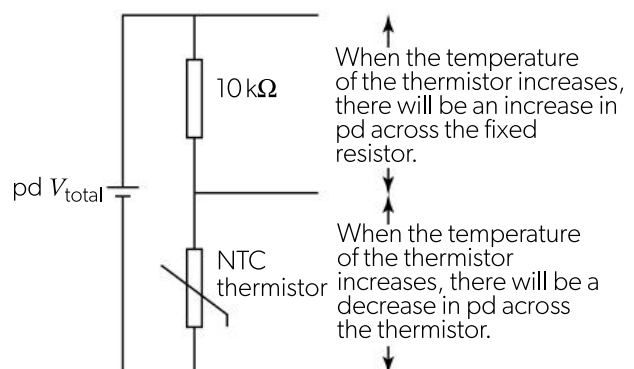 When the temperature
of the thermistor increases,
there will be an increase in
pd across the fixed
resistor.
10 kΩ
pd V_total
NTC
thermistor
When the temperature
of the thermistor
increases, there will be a
decrease in pd across
the thermistor.